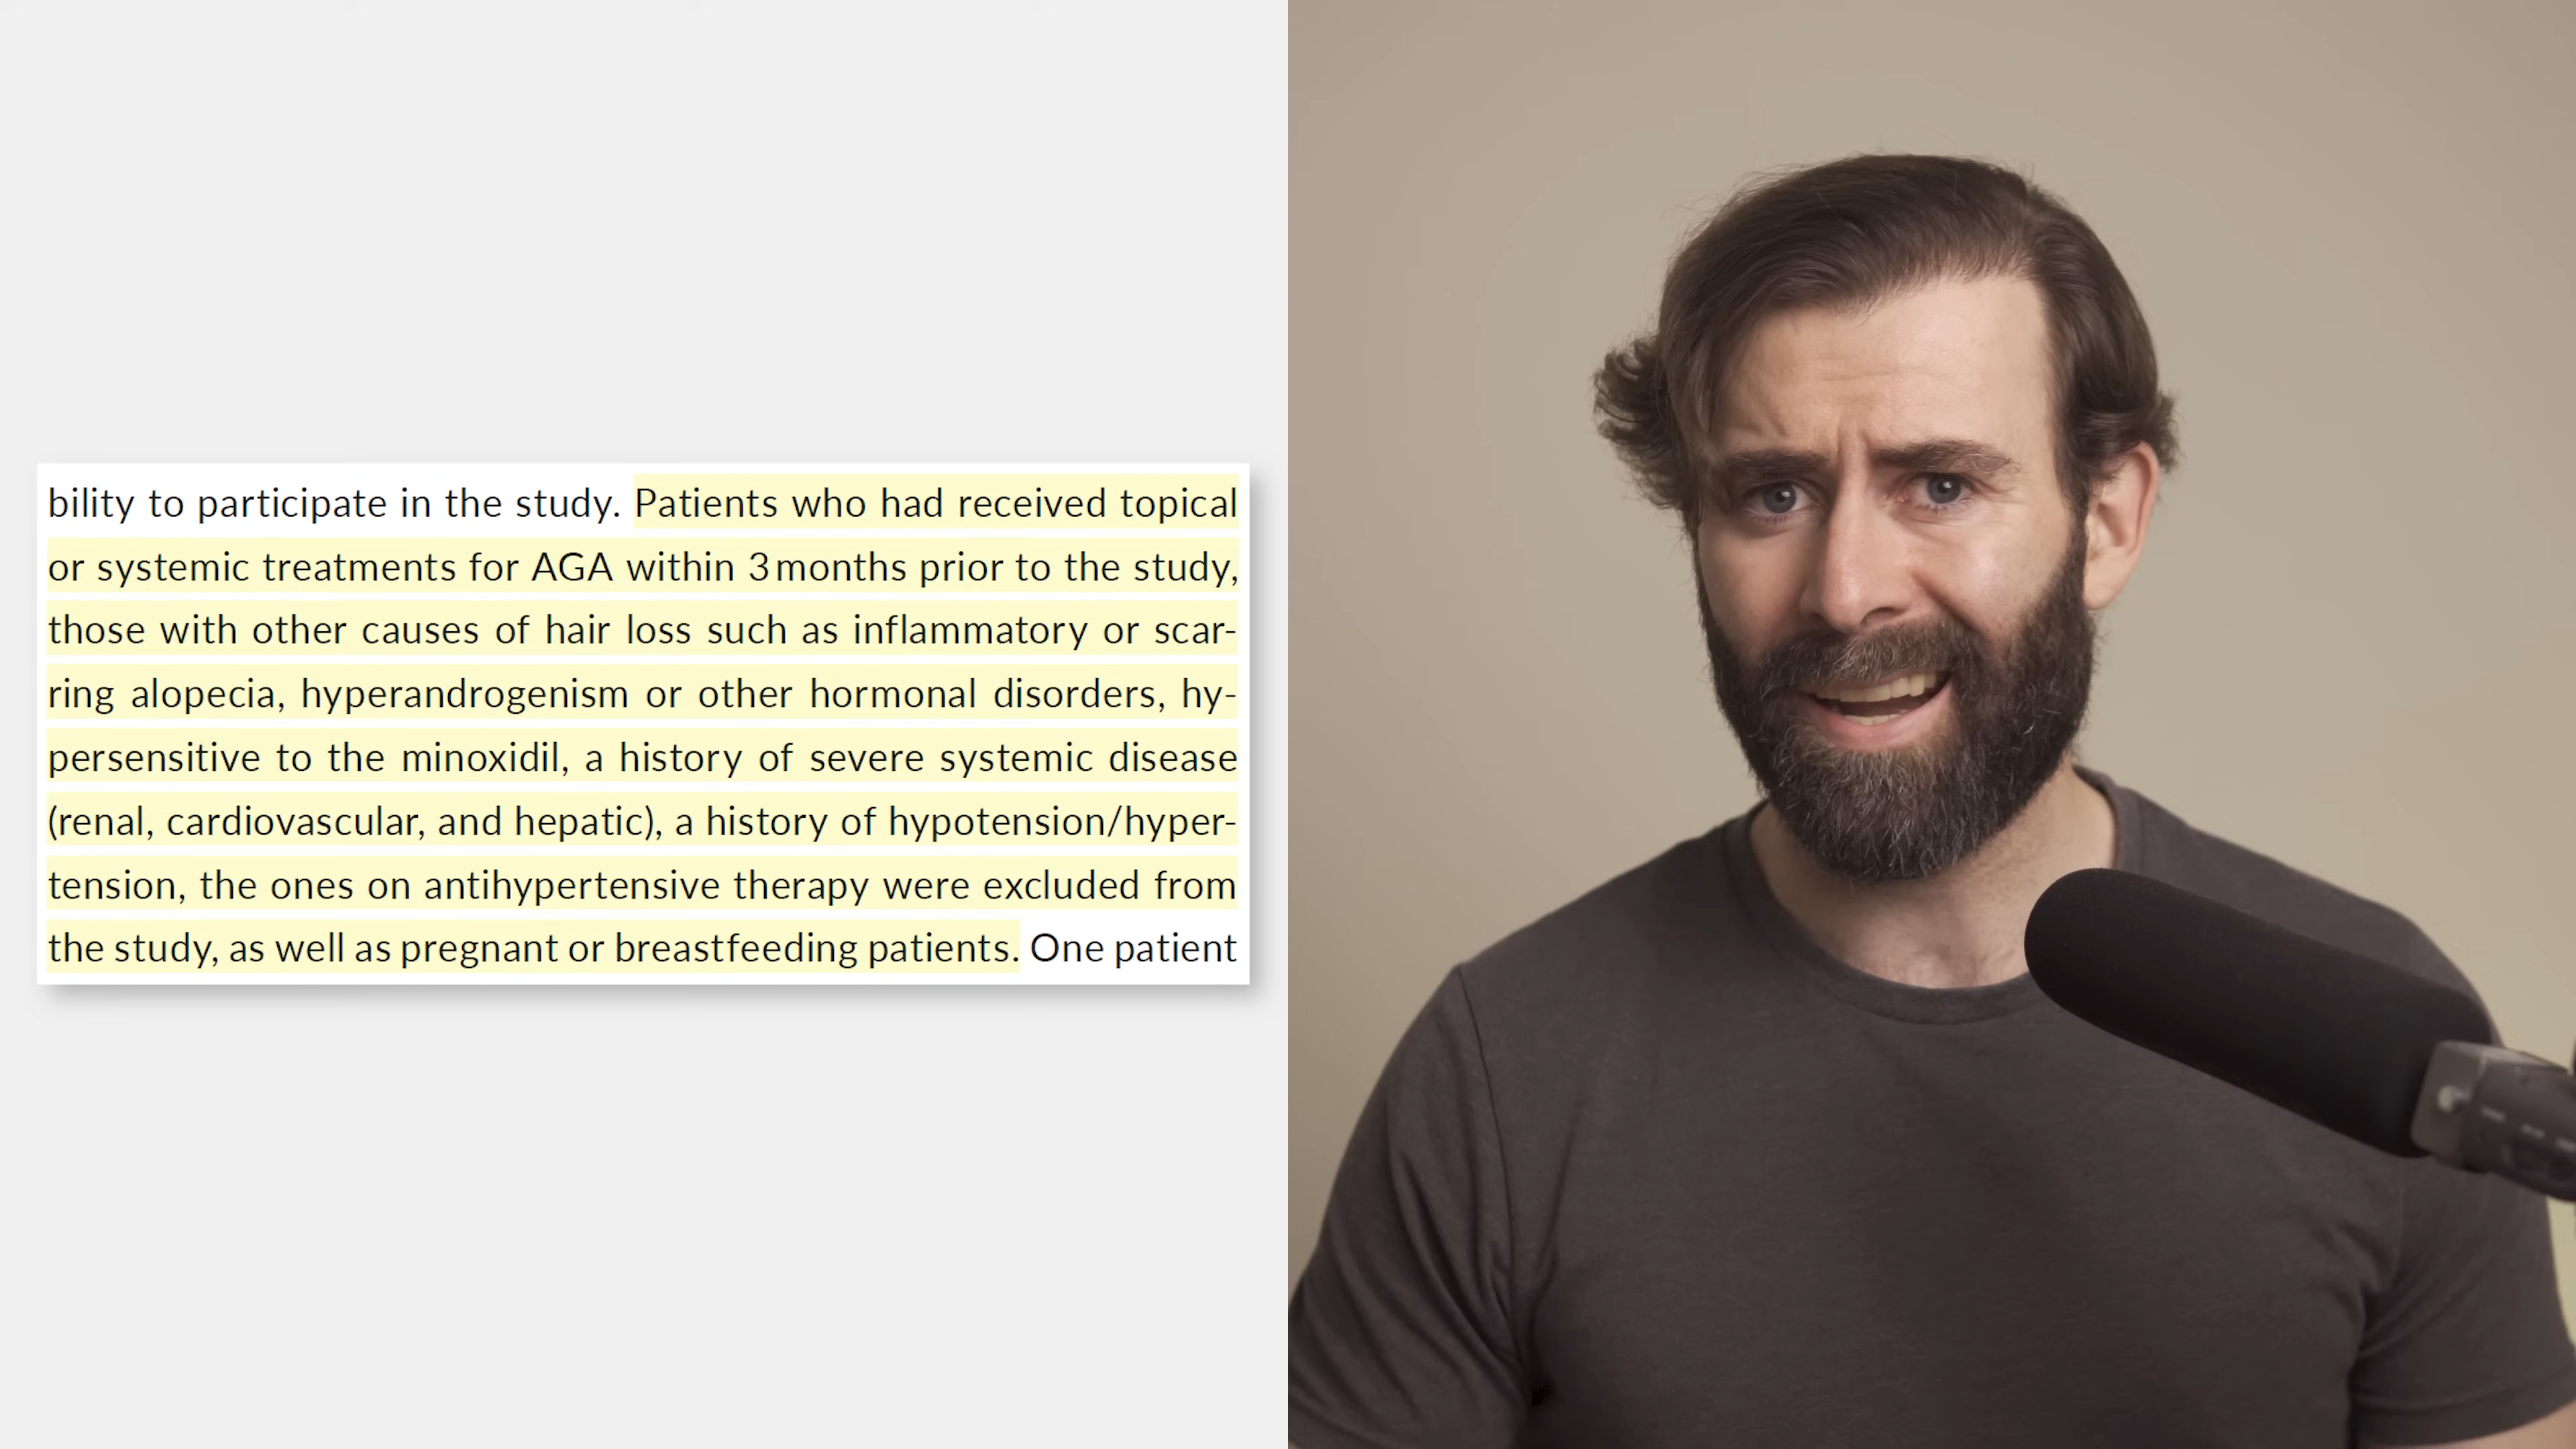 bility to participate in the study. Patients who had received topical
or systemic treatments for AGA within 3 months prior to the study,
those with other causes of hair loss such as inflammatory or scar-
ring alopecia, hyperandrogenism or other hormonal disorders, hy-
persensitive to the minoxidil, a history of severe systemic disease
(renal, cardiovascular, and hepatic), a history of hypotension/hyper-
tension, the ones on antihypertensive therapy were excluded from
the study, as well as pregnant or breastfeeding patients. One patient